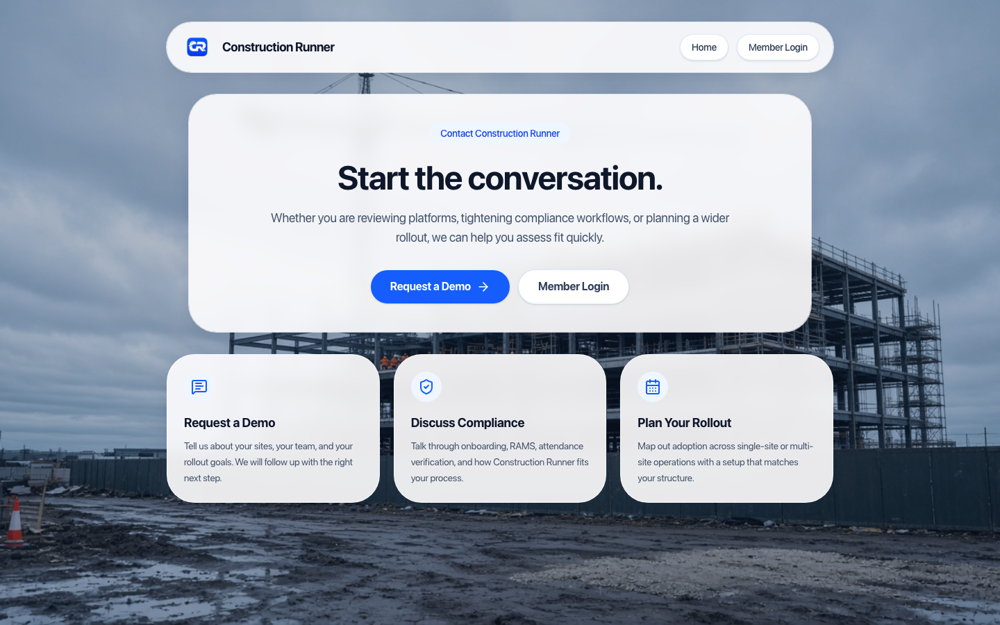 CR
Construction Runner
Home
Member Login
Contact Construction Runner
Start the conversation.
Whether you are reviewing platforms, tightening compliance workflows, or planning a wider
rollout, we can help you assess fit quickly.
Request a Demo
Member Login
Request a Demo
Tell us about your sites, your team, and your
rollout goals. We will follow up with the right
next step.
Discuss Compliance
Talk through onboarding, RAMS, attendance
verification, and how Construction Runner fits
your process.
Plan Your Rollout
Map out adoption across single-site or multi-
site operations with a setup that matches
your structure.